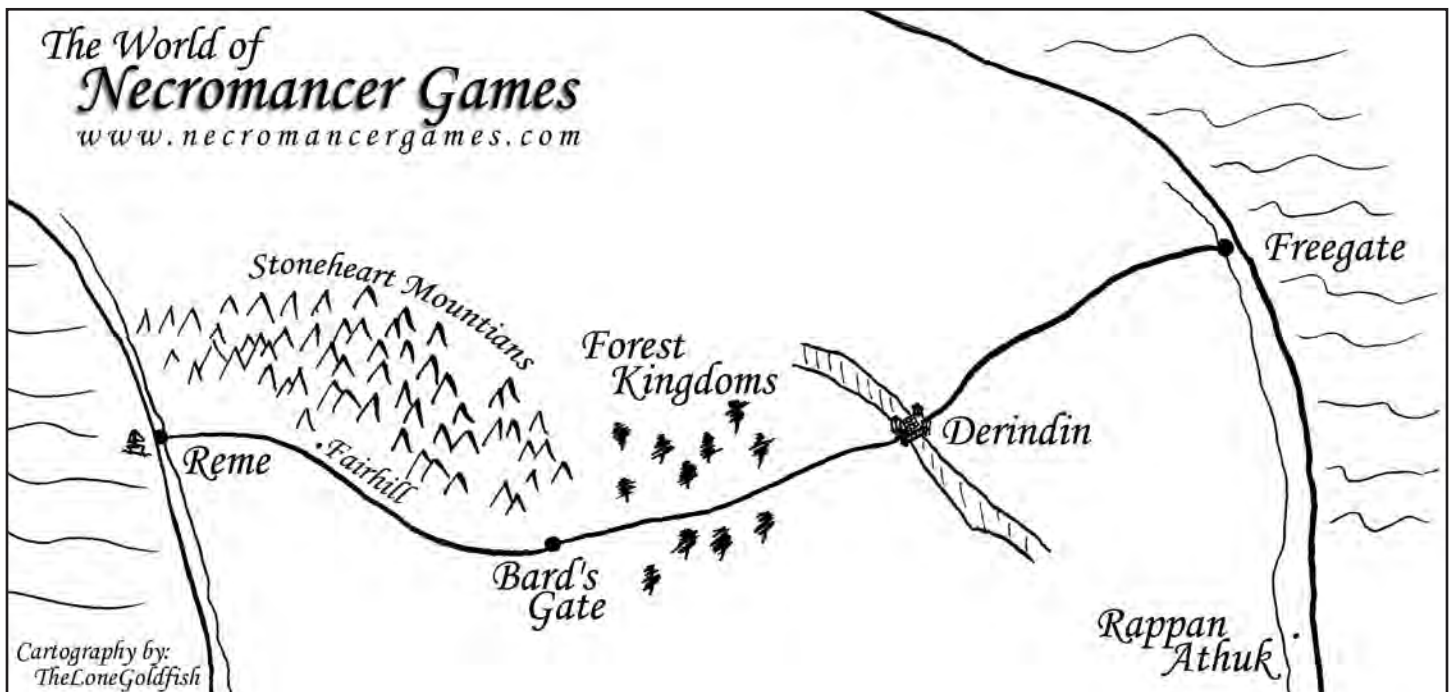 The World of
Necromancer Games
www.necromancergames.com
Freegate
Stoneheart Mountians
Forest
Kingdoms
Derindin
Reme
Fairhill
Bard's
Gate
Rappan
Athuk
Cartography by:
TheLoneGoldfish